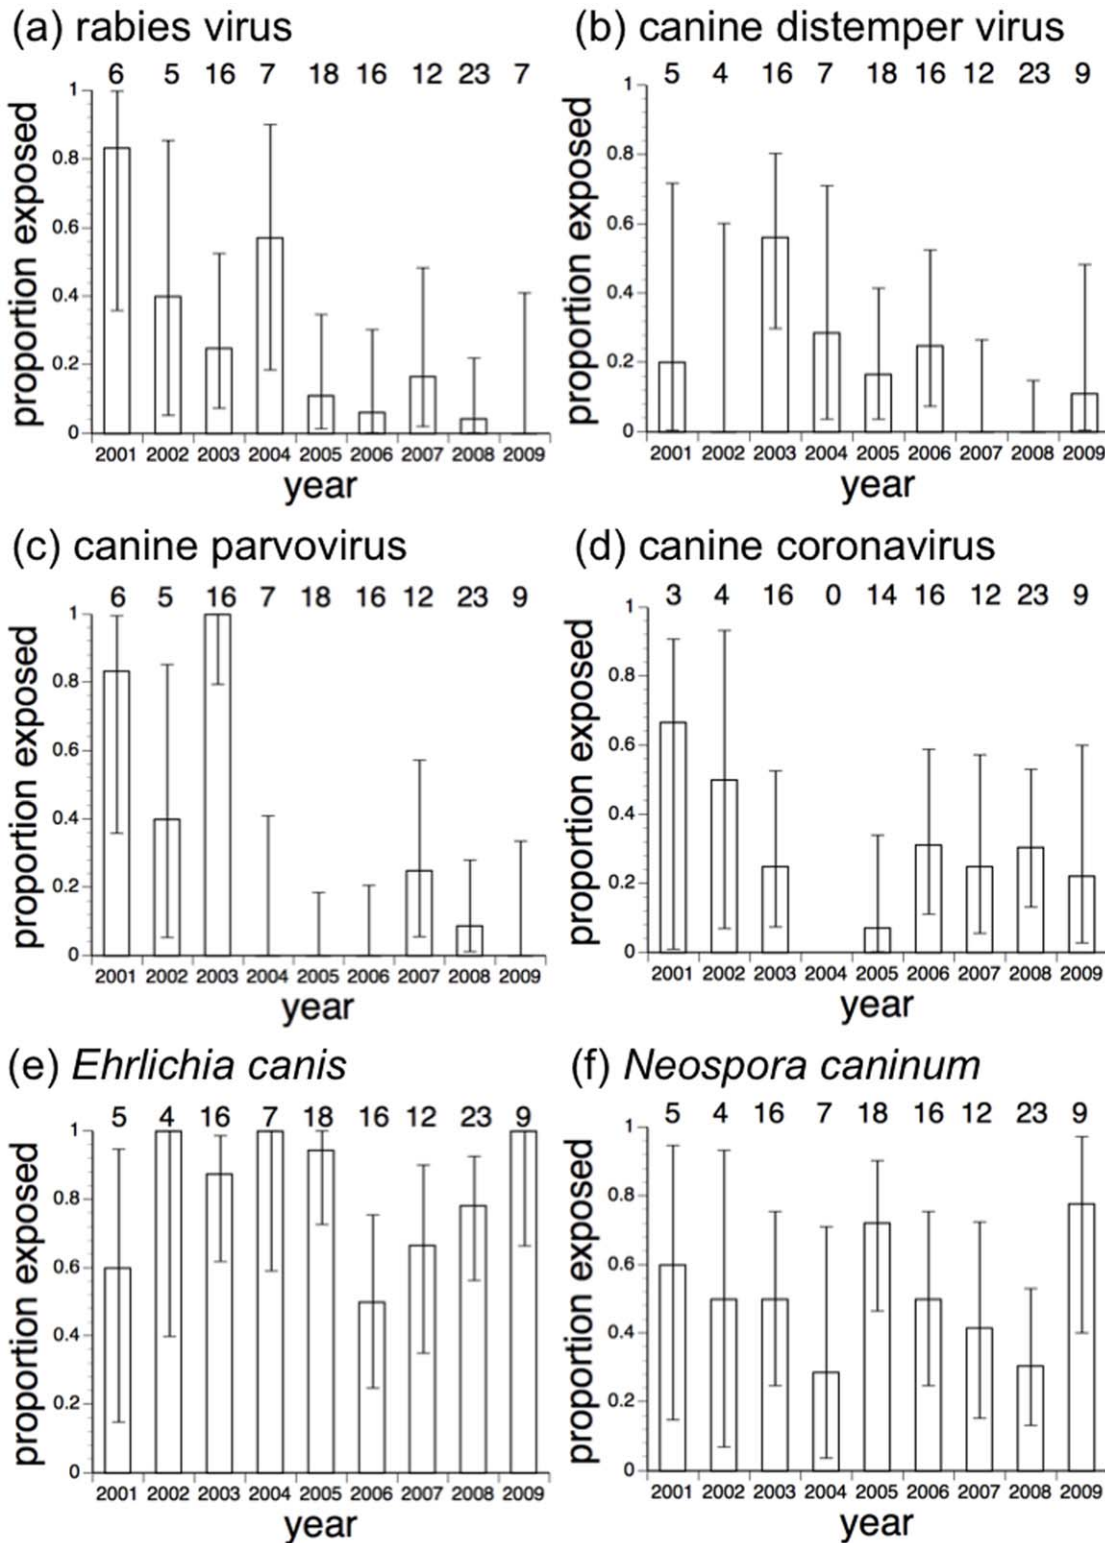 (a) rabies virus
6 5 16 7 18 16 12 23 7
proportion exposed
1
0.8
0.6
0.4
0.2
0
2001 2002 2003 2004 2005 2006 2007 2008 2009
year
(b) canine distemper virus
5 4 16 7 18 16 12 23 9
proportion exposed
1
0.8
0.6
0.4
0.2
0
2001 2002 2003 2004 2005 2006 2007 2008 2009
year
(c) canine parvovirus
6 5 16 7 18 16 12 23 9
proportion exposed
1
0.8
0.6
0.4
0.2
0
2001 2002 2003 2004 2005 2006 2007 2008 2009
year
(d) canine coronavirus
3 4 16 0 14 16 12 23 9
proportion exposed
1
0.8
0.6
0.4
0.2
0
2001 2002 2003 2004 2005 2006 2007 2008 2009
year
(e) Ehrlichia canis
5 4 16 7 18 16 12 23 9
proportion exposed
1
0.8
0.6
0.4
0.2
0
2001 2002 2003 2004 2005 2006 2007 2008 2009
year
(f) Neospora caninum
5 4 16 7 18 16 12 23 9
proportion exposed
1
0.8
0.6
0.4
0.2
0
2001 2002 2003 2004 2005 2006 2007 2008 2009
year